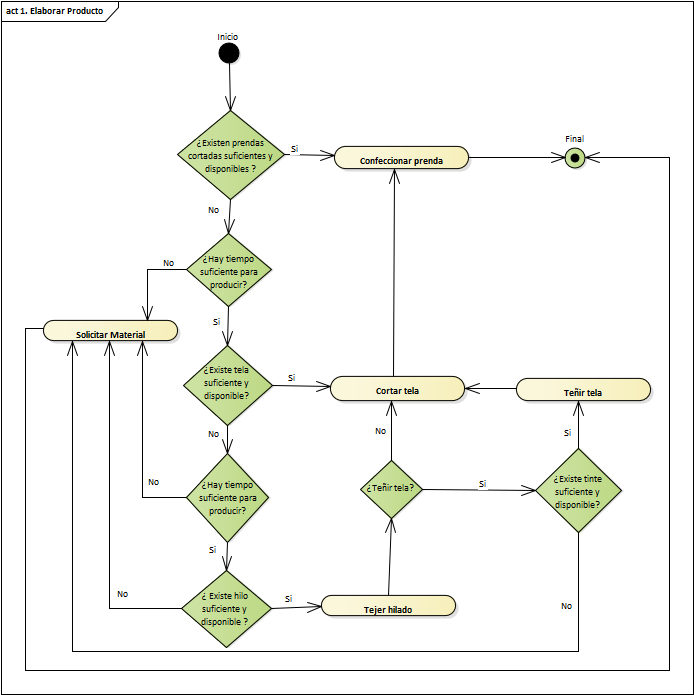 act 1. Elaborar Producto
Inicio
¿Existen prendas
cortadas suficientes y
disponibles ?
Si
Confeccionar prenda
Final
No
¿Hay tiempo
suficiente para
producir?
No
Si
Solicitar Material
¿Existe tela
suficiente y
disponible?
Si
Cortar tela
Teñir tela
No
No
Si
¿Hay tiempo
suficiente para
producir?
No
¿Teñir tela?
Si
¿Existe tinte
suficiente y
disponible?
Si
¿ Existe hilo
suficiente y
disponible ?
No
Si
Tejer hilado
No